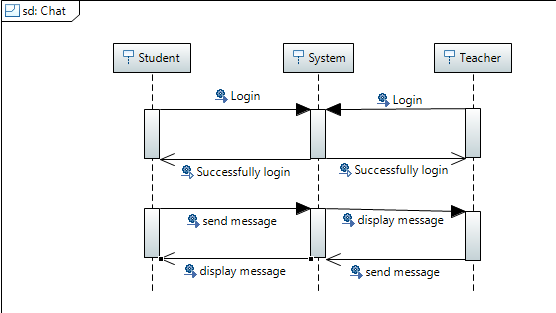 sd: Chat
Student
System
Teacher
Login
Login
Successfully login
Successfully login
send message
display message
display message
send message